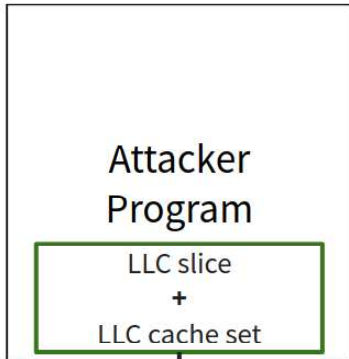 Attacker
Program
LLC slice
+
LLC cache set